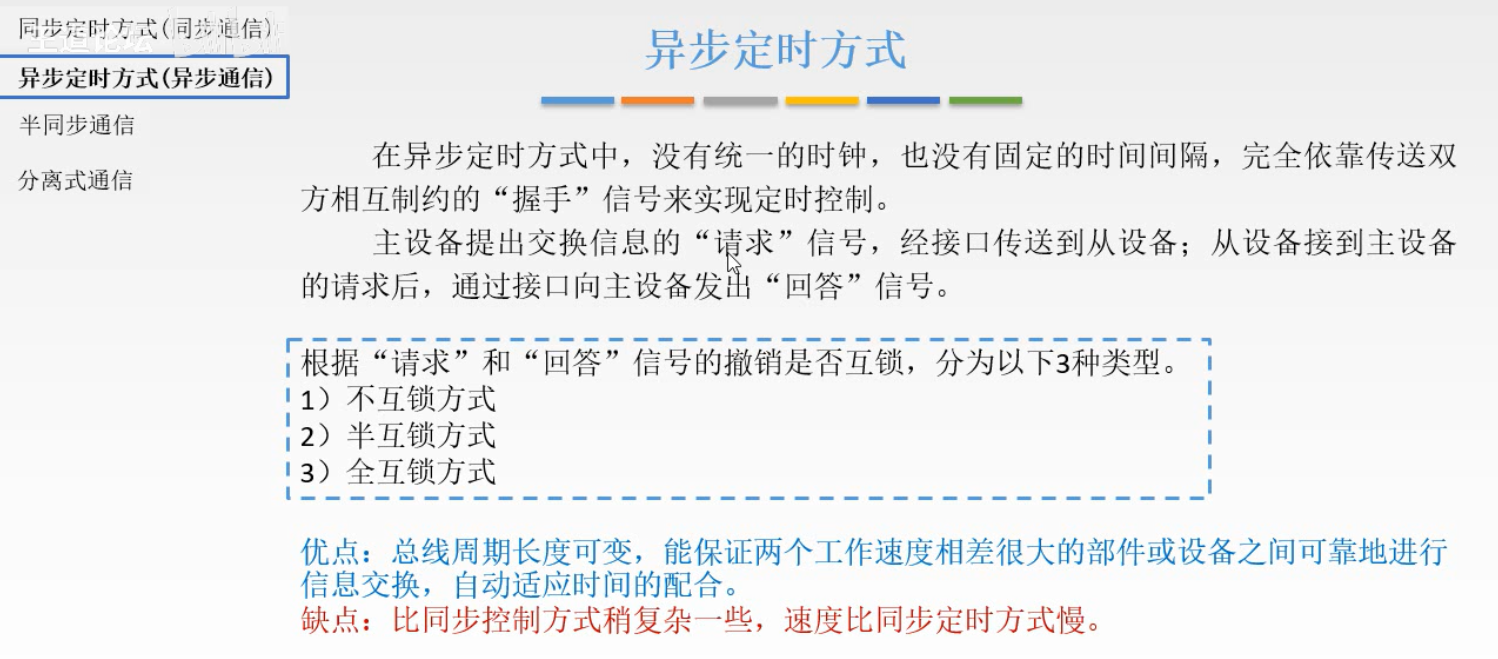 同步定时方式(同步通信)
王道论坛
异步定时方式(异步通信)
半同步通信
分离式通信
异步定时方式
在异步定时方式中，没有统一的时钟，也没有固定的时间间隔，完全依靠传送双
方相互制约的“握手”信号来实现定时控制。
主设备提出交换信息的“请求”信号，经接口传送到从设备；从设备接到主设备
的请求后，通过接口向主设备发出“回答”信号。
根据“请求”和“回答”信号的撤销是否互锁，分为以下3种类型。
1）不互锁方式
2）半互锁方式
3）全互锁方式
优点：总线周期长度可变，能保证两个工作速度相差很大的部件或设备之间可靠地进行
信息交换，自动适应时间的配合。
缺点：比同步控制方式稍复杂一些，速度比同步定时方式慢。